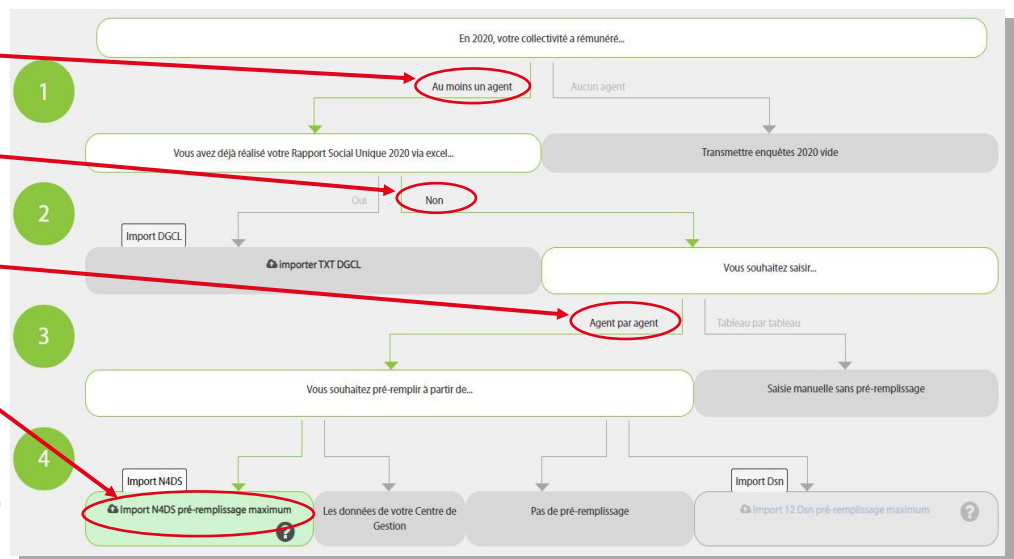 En 2020, votre collectivité a rémunéré...
1
Au moins un agent
Aucun agent
Vous avez déjà réalisé votre Rapport Social Unique 2020 via excel...
Transmettre enquêtes 2020 vide
2
Oui
Non
Import DGCL
importer TXT DGCL
Vous souhaitez saisir...
3
Agent par agent
Tableau par tableau
Vous souhaitez pré-remplir à partir de...
Saisie manuelle sans pré-remplissage
4
Import N4DS
Import Dsn
Import N4DS pré-remplissage maximum
?
Les données de votre Centre de
Gestion
Pas de pré-remplissage
Import 12 Dsn pré-remplissage maximum
?